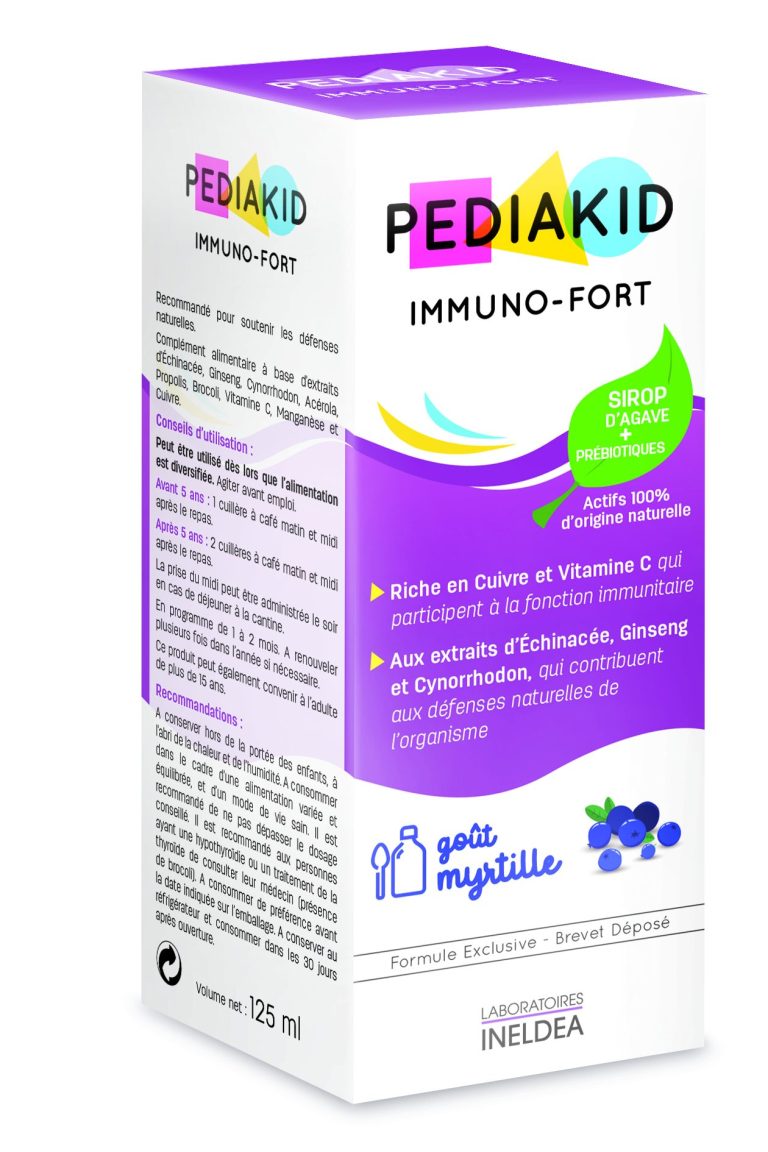 PEDIAKID
IMMUNO-FORT
PEDIAKID
IMMUNO-FORT
Recommandé pour soutenir les défenses
naturelles.
Complément alimentaire à base d'extraits
d'Échinacée, Ginseng, Cynorrhodon, Acérola,
Propolis, Brocoli, Vitamine C, Manganèse et
Cuivre.
Conseils d'utilisation :
Peut être utilisé dès lors que l'alimentation
est diversifiée. Agiter avant emploi.
Avant 5 ans : 1 cuillère à café matin et midi
après le repas.
Après 5 ans : 2 cuillères à café matin et midi
après le repas.
La prise du midi peut être administrée le soir
en cas de déjeuner à la cantine.
En programme de 1 à 2 mois. A renouveler
plusieurs fois dans l'année si nécessaire.
Ce produit peut également convenir à l'adulte
de plus de 15 ans.
Recommandations :
A conserver hors de la portée des enfants, à
l'abri de la chaleur et de l'humidité. A consommer
dans le cadre d'une alimentation variée et
équilibrée, et d'un mode de vie sain. Il est
recommandé de ne pas dépasser le dosage
conseillé. Il est recommandé aux personnes
ayant une hypothyroïdie ou un traitement de la
thyroïde de consulter leur médecin (présence
de brocoli). A consommer de préférence avant
la date indiquée sur l'emballage. A conserver au
réfrigérateur et consommer dans les 30 jours
après ouverture.
Volume net : 125 ml
PEDIAKID
IMMUNO-FORT
SIROP
D'AGAVE
+
PRÉBIOTIQUES
Actifs 100%
d'origine naturelle
Riche en Cuivre et Vitamine C qui
participent à la fonction immunitaire
Aux extraits d'Échinacée, Ginseng
et Cynorrhodon, qui contribuent
aux défenses naturelles de
l'organisme
goût
myrtille
Formule Exclusive - Brevet Déposé
LABORATOIRES
INELDEA